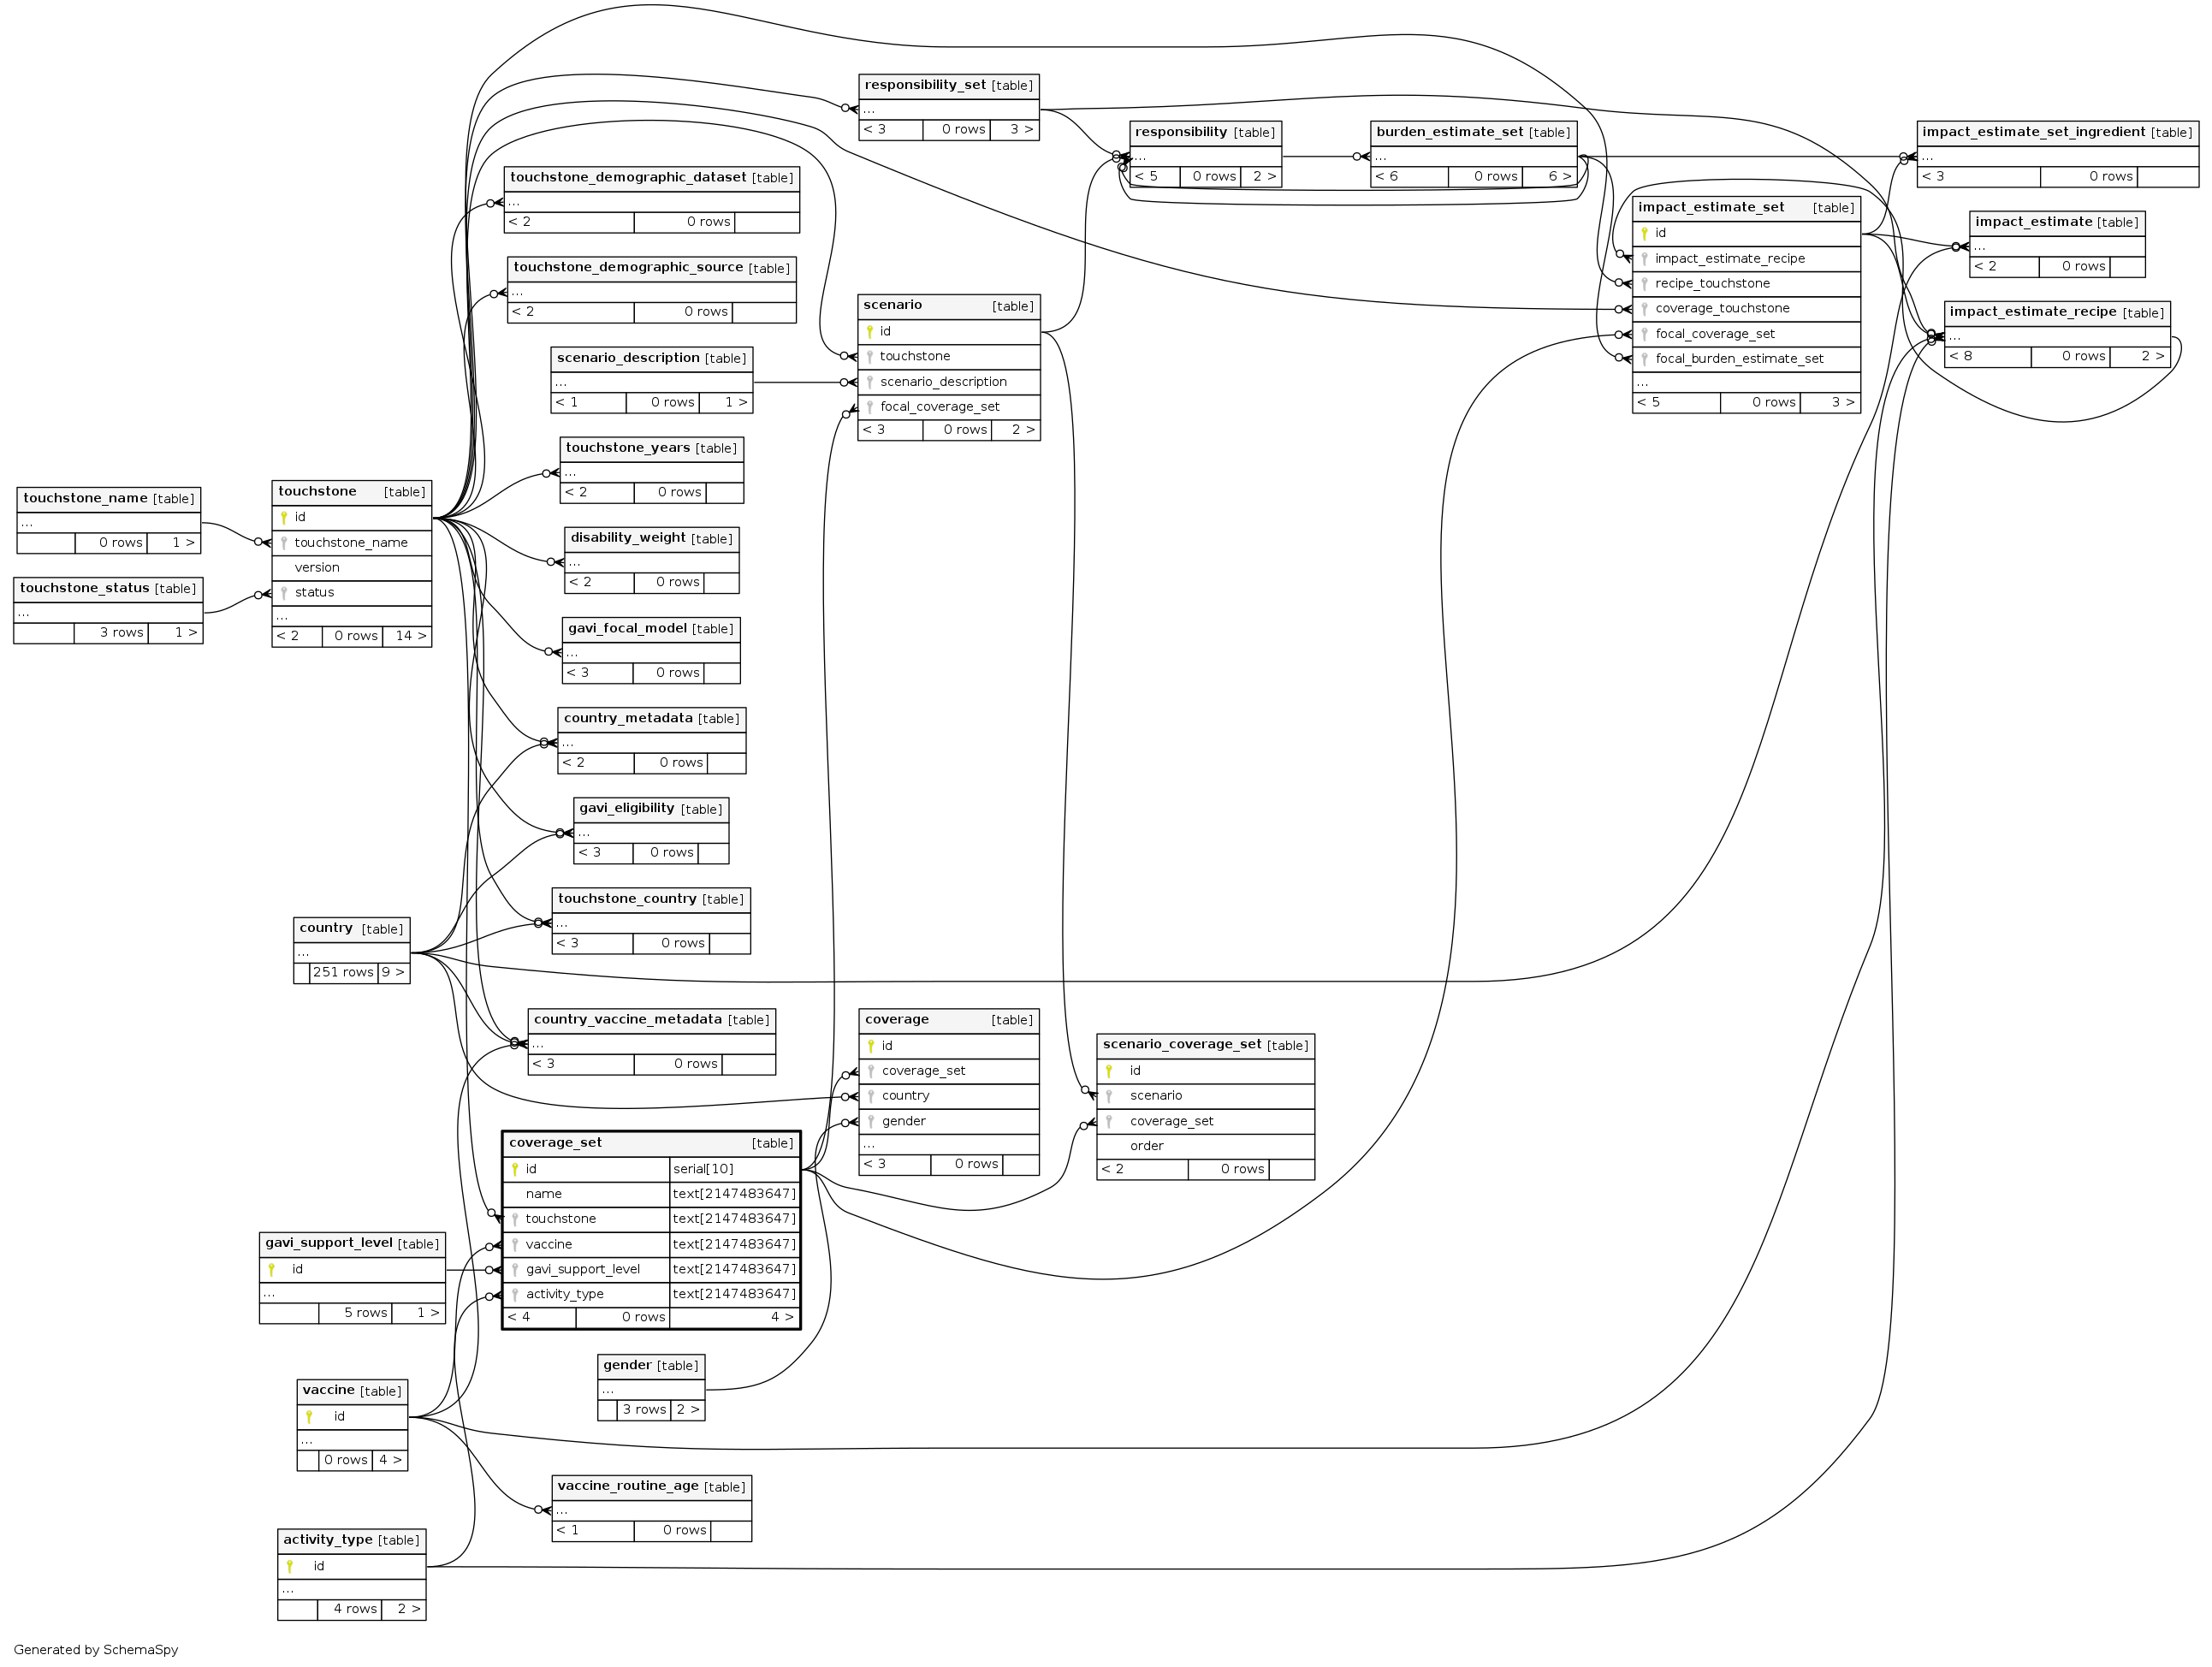 responsibility_set [table]
...
< 3 0 rows 3 >
responsibility [table]
...
< 5 0 rows 2 >
burden_estimate_set [table]
...
< 6 0 rows 6 >
impact_estimate_set_ingredient [table]
...
< 3 0 rows
touchstone_demographic_dataset [table]
...
< 2 0 rows
impact_estimate_set [table]
id
impact_estimate_recipe
recipe_touchstone
coverage_touchstone
focal_coverage_set
focal_burden_estimate_set
...
< 5 0 rows 3 >
impact_estimate [table]
...
< 2 0 rows
touchstone_demographic_source [table]
...
< 2 0 rows
scenario [table]
id
touchstone
scenario_description
focal_coverage_set
< 3 0 rows 2 >
impact_estimate_recipe [table]
...
< 8 0 rows 2 >
scenario_description [table]
...
< 1 0 rows 1 >
touchstone_years [table]
...
< 2 0 rows
touchstone_name [table]
...
0 rows 1 >
touchstone [table]
id
touchstone_name
version
status
...
< 2 0 rows 14 >
disability_weight [table]
...
< 2 0 rows
touchstone_status [table]
...
3 rows 1 >
gavi_focal_model [table]
...
< 3 0 rows
country_metadata [table]
...
< 2 0 rows
gavi_eligibility [table]
...
< 3 0 rows
touchstone_country [table]
...
< 3 0 rows
country [table]
...
251 rows 9 >
country_vaccine_metadata [table]
...
< 3 0 rows
coverage [table]
id
coverage_set
country
gender
...
< 3 0 rows
scenario_coverage_set [table]
id
scenario
coverage_set
order
< 2 0 rows
coverage_set [table]
id serial[10]
name text[2147483647]
touchstone text[2147483647]
vaccine text[2147483647]
gavi_support_level text[2147483647]
activity_type text[2147483647]
< 4 0 rows 4 >
gavi_support_level [table]
id
...
5 rows 1 >
gender [table]
...
3 rows 2 >
vaccine [table]
id
...
0 rows 4 >
vaccine_routine_age [table]
...
< 1 0 rows
activity_type [table]
id
...
4 rows 2 >
Generated by SchemaSpy